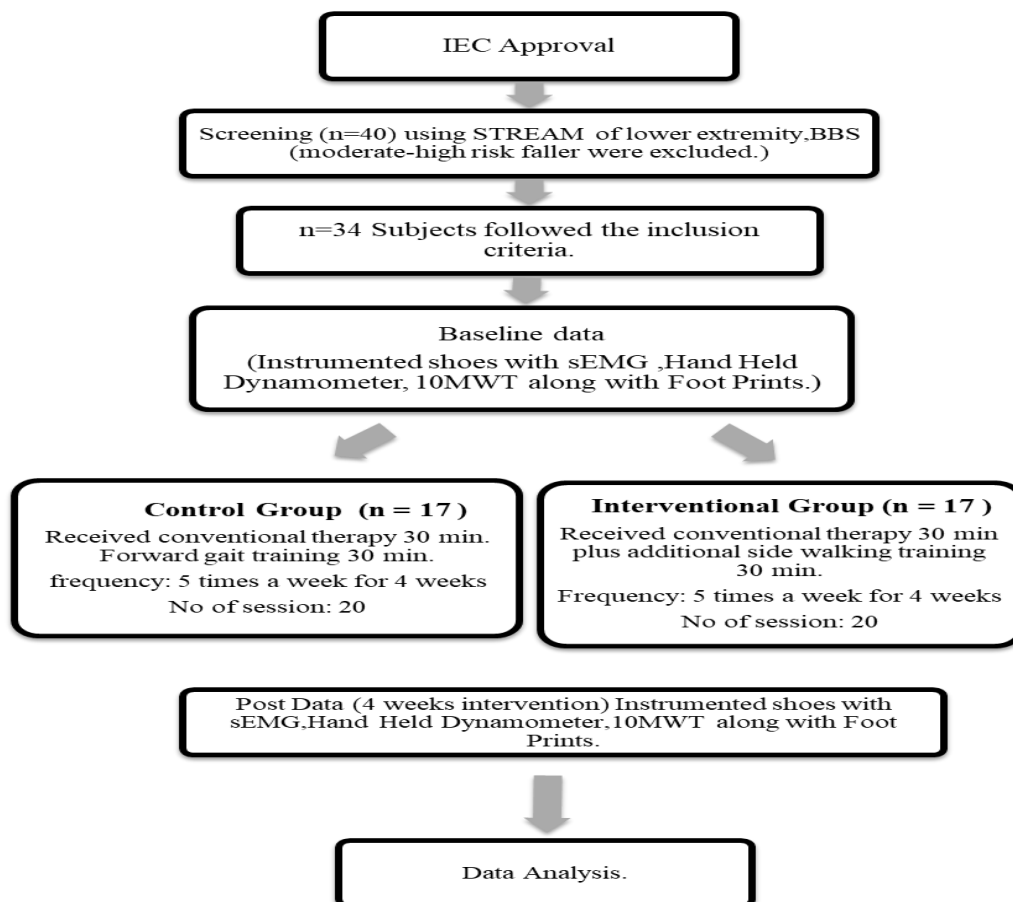 IEC Approval
Screening (n=40) using STREAM of lower extremity,BBS
(moderate-high risk faller were excluded.)
n=34 Subjects followed the inclusion
criteria.
Baseline data
(Instrumented shoes with sEMG ,Hand Held
Dynamometer, 10MWT along with Foot Prints.)
Control Group (n = 17 )
Received conventional therapy 30 min.
Forward gait training 30 min.
frequency: 5 times a week for 4 weeks
No of session: 20
Interventional Group (n = 17 )
Received conventional therapy 30 min
plus additional side walking training
30 min.
Frequency: 5 times a week for 4 weeks
No of session: 20
Post Data (4 weeks intervention) Instrumented shoes with
sEMG,Hand Held Dynamometer,10MWT along with Foot
Prints.
Data Analysis.